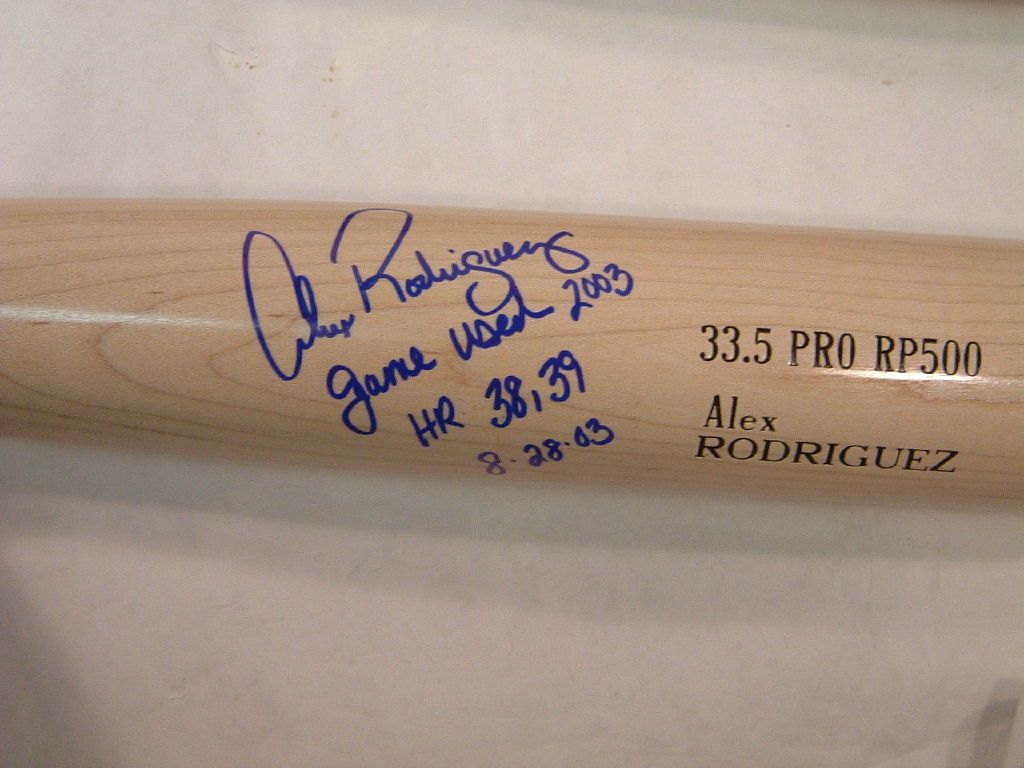 Alex Rodriguez
Game Used 2003
HR 38,39
8.28.03
33.5 PRO RP500
Alex
RODRIGUEZ